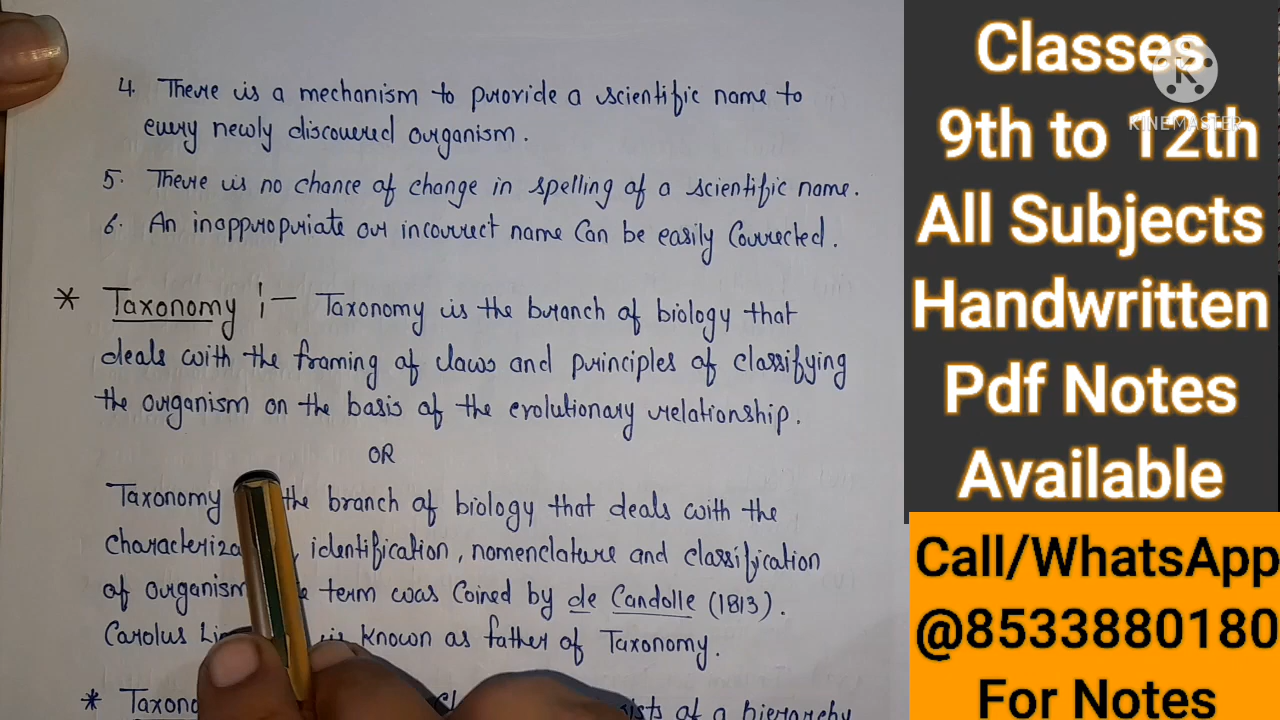 4. There is a mechanism to provide a scientific name to
every newly discovered organism.
5. There is no chance of change in spelling of a scientific name.
6. An inappropriate or incorrect name can be easily corrected.
* Taxonomy :- Taxonomy is the branch of biology that
deals with the framing of laws and principles of classifying
the organism on the basis of the evolutionary relationship.
OR
Taxonomy the branch of biology that deals with the
identification, nomenclature and classification
of organism term was coined by de Candolle (1813).
Carolus is known as father of Taxonomy.
* of a hierarchy
Classes
9th to 12th
All Subjects
Handwritten
Pdf Notes
Available
Call/WhatsApp
@8533880180
For Notes
K
KINEMASTER